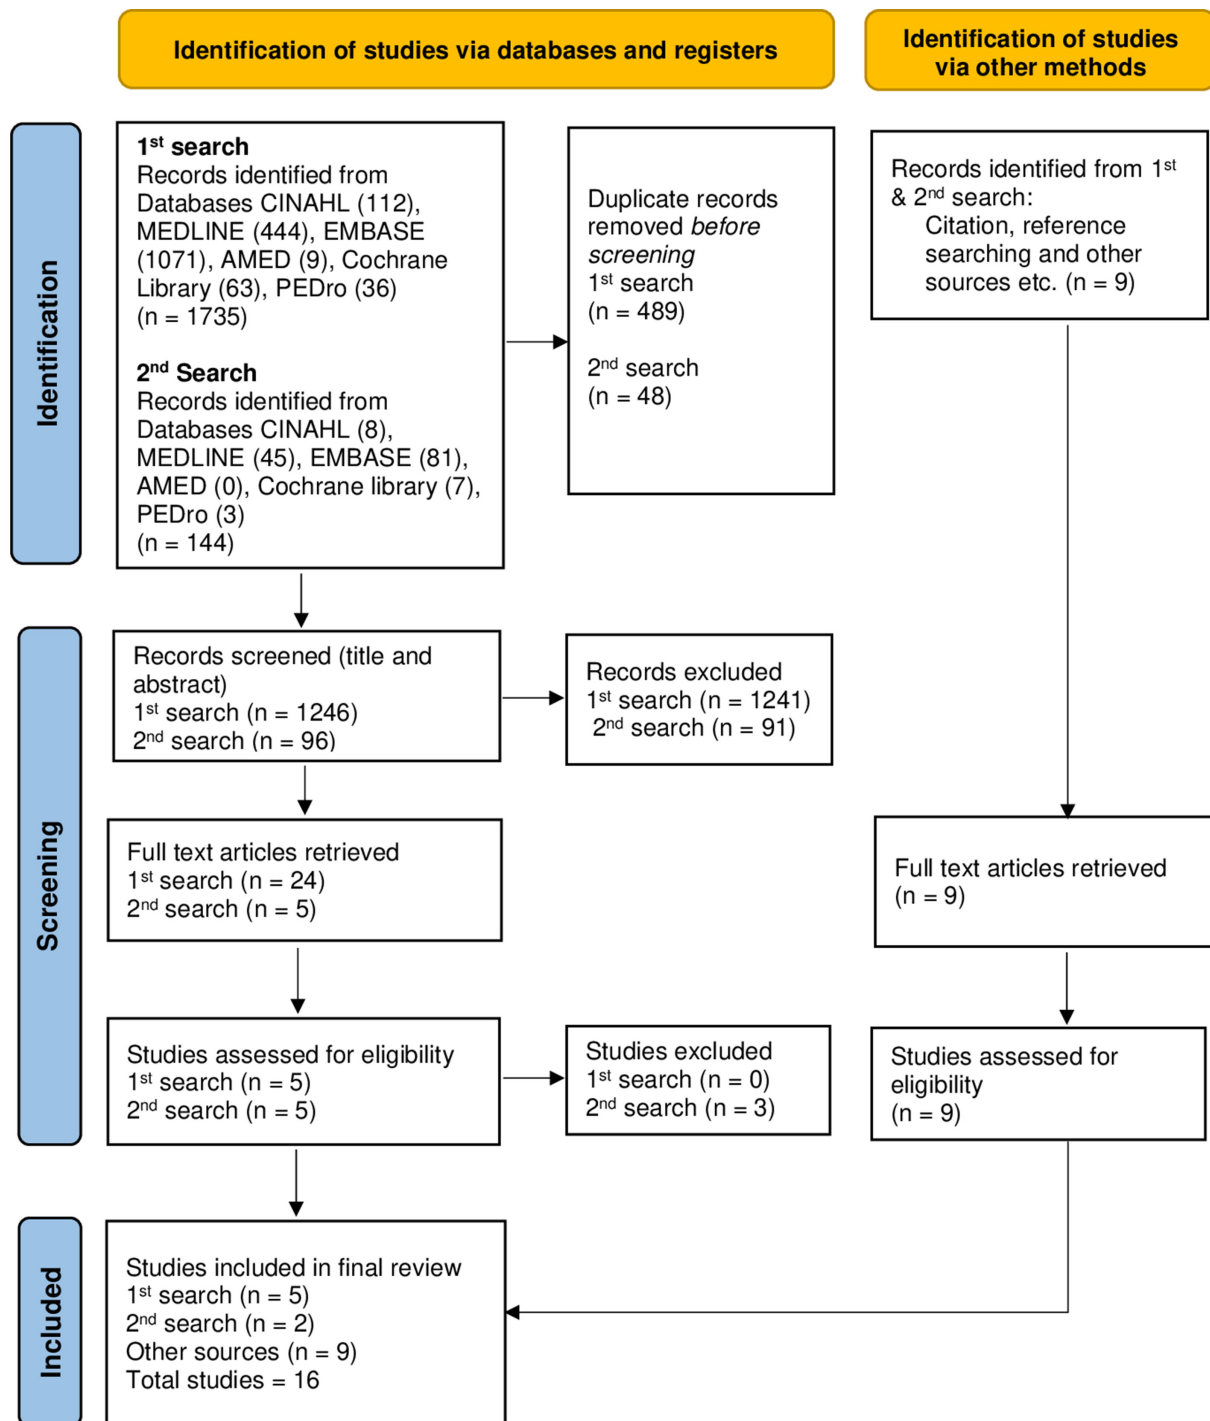 Identification of studies via databases and registers
Identification of studies
via other methods
Identification
1st search
Records identified from
Databases CINAHL (112),
MEDLINE (444), EMBASE
(1071), AMED (9), Cochrane
Library (63), PEDro (36)
(n = 1735)
2nd Search
Records identified from
Databases CINAHL (8),
MEDLINE (45), EMBASE (81),
AMED (0), Cochrane library (7),
PEDro (3)
(n = 144)
Duplicate records
removed before
screening
1st search
(n = 489)
2nd search
(n = 48)
Records identified from 1st
& 2nd search:
Citation, reference
searching and other
sources etc. (n = 9)
Screening
Records screened (title and
abstract)
1st search (n = 1246)
2nd search (n = 96)
Records excluded
1st search (n = 1241)
2nd search (n = 91)
Full text articles retrieved
1st search (n = 24)
2nd search (n = 5)
Full text articles retrieved
(n = 9)
Studies assessed for eligibility
1st search (n = 5)
2nd search (n = 5)
Studies excluded
1st search (n = 0)
2nd search (n = 3)
Studies assessed for
eligibility
(n = 9)
Included
Studies included in final review
1st search (n = 5)
2nd search (n = 2)
Other sources (n = 9)
Total studies = 16